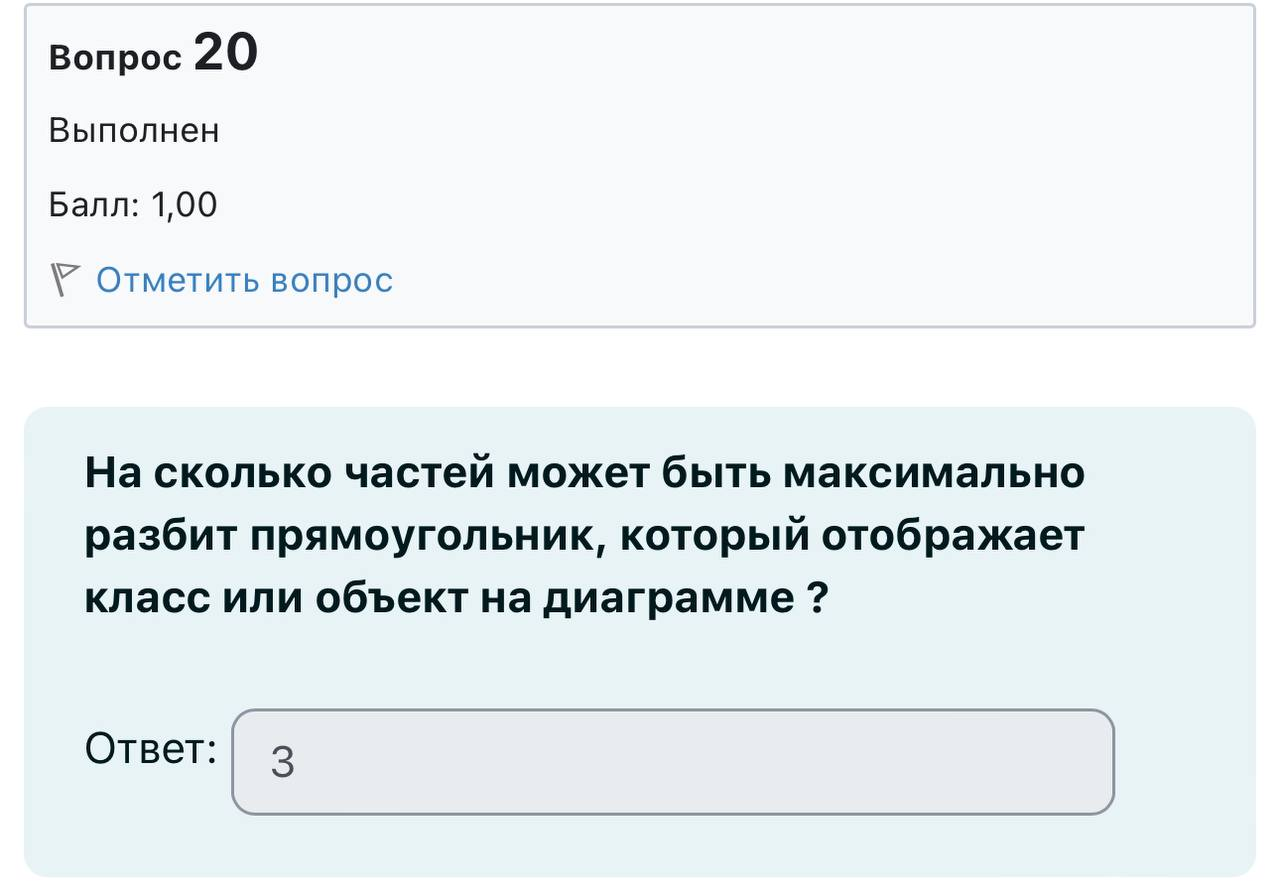 Вопрос 20
Выполнен
Балл: 1,00
Отметить вопрос
На сколько частей может быть максимально
разбит прямоугольник, который отображает
класс или объект на диаграмме ?
Ответ: 3